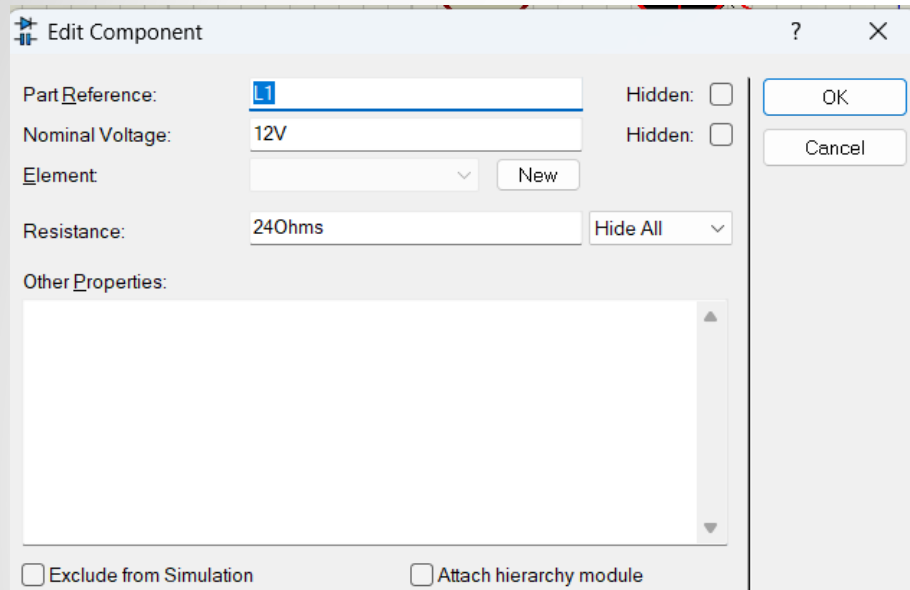 Edit Component
?
Part Reference:
L1
Hidden:
OK
Nominal Voltage:
12V
Hidden:
Cancel
Element:
New
Resistance:
24Ohms
Hide All
Other Properties:
Exclude from Simulation
Attach hierarchy module